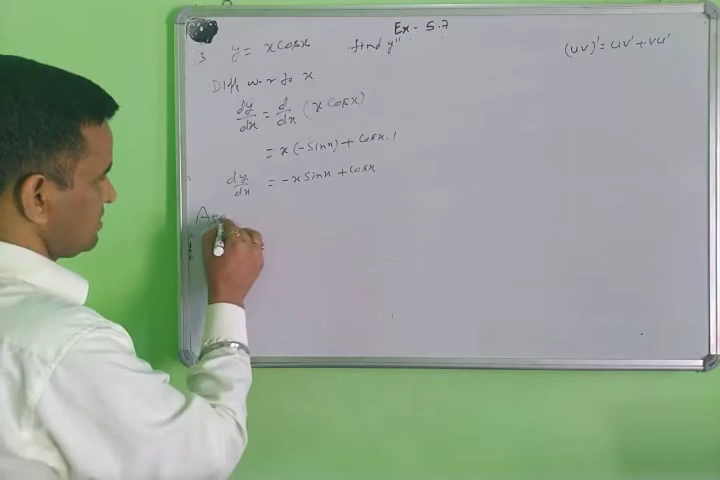 Ex - 5.7
3 y = x cosx find y''
(uv)' = uv' + vu'
Diff w r to x
dy/dx = d/dx (x cosx)
= x(-sinx) + cosx.1
dy/dx = -x sinx + cosx